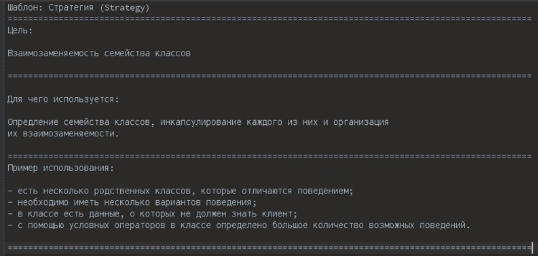 Шаблон: Стратегия (Strategy)
=======================================================================================================
Цель:
Взаимозаменяемость семейства классов
=======================================================================================================
Для чего используется:
Опредление семейства классов, инкапсулирование каждого из них и организация
их взаимозаменяемости.
=======================================================================================================
Пример использования:
- есть несколько родственных классов, которые отличаются поведением;
- необходимо иметь несколько вариантов поведения;
- в классе есть данные, о которых не должен знать клиент;
- с помощью условных операторов в классе определено большое количество возможных поведений.
=======================================================================================================